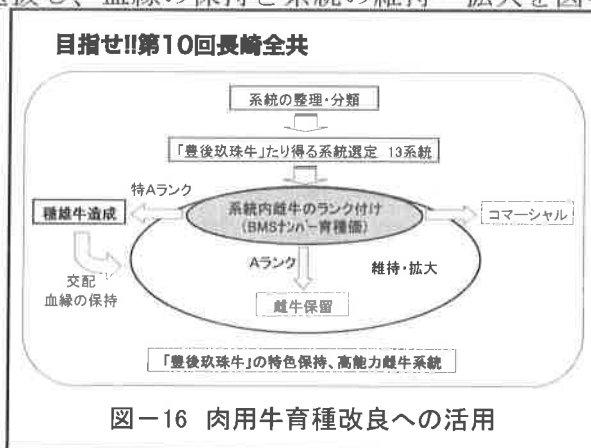 目指せ!!第10回長崎全共
系統の整理・分類
「豊後玖珠牛」たり得る系統選定 13系統
特Aランク
系統内雌牛のランク付け
(BMSナンバー育種価)
種雄牛造成
コマーシャル
Aランク
維持・拡大
交配
血縁の保持
雌牛保留
「豊後玖珠牛」の特色保持、高能力雌牛系統
図－16 肉用牛育種改良への活用